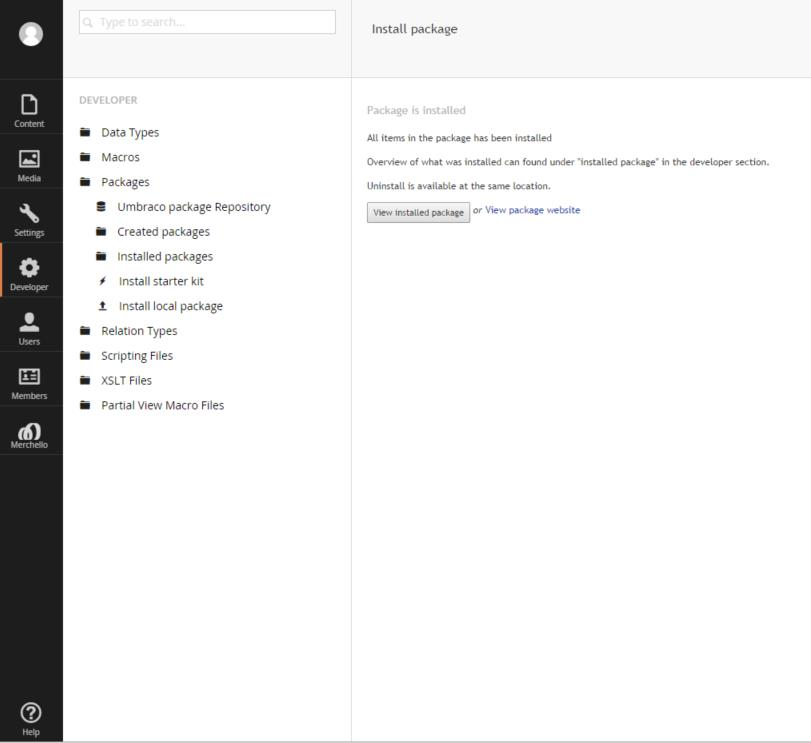 Type to search...
Install package
Content
Media
Settings
Developer
Users
Members
Merchello
Help
DEVELOPER
Data Types
Macros
Packages
Umbraco package Repository
Created packages
Installed packages
Install starter kit
Install local package
Relation Types
Scripting Files
XSLT Files
Partial View Macro Files
Package is installed
All items in the package has been installed
Overview of what was installed can found under "installed package" in the developer section.
Uninstall is available at the same location.
View installed package or View package website